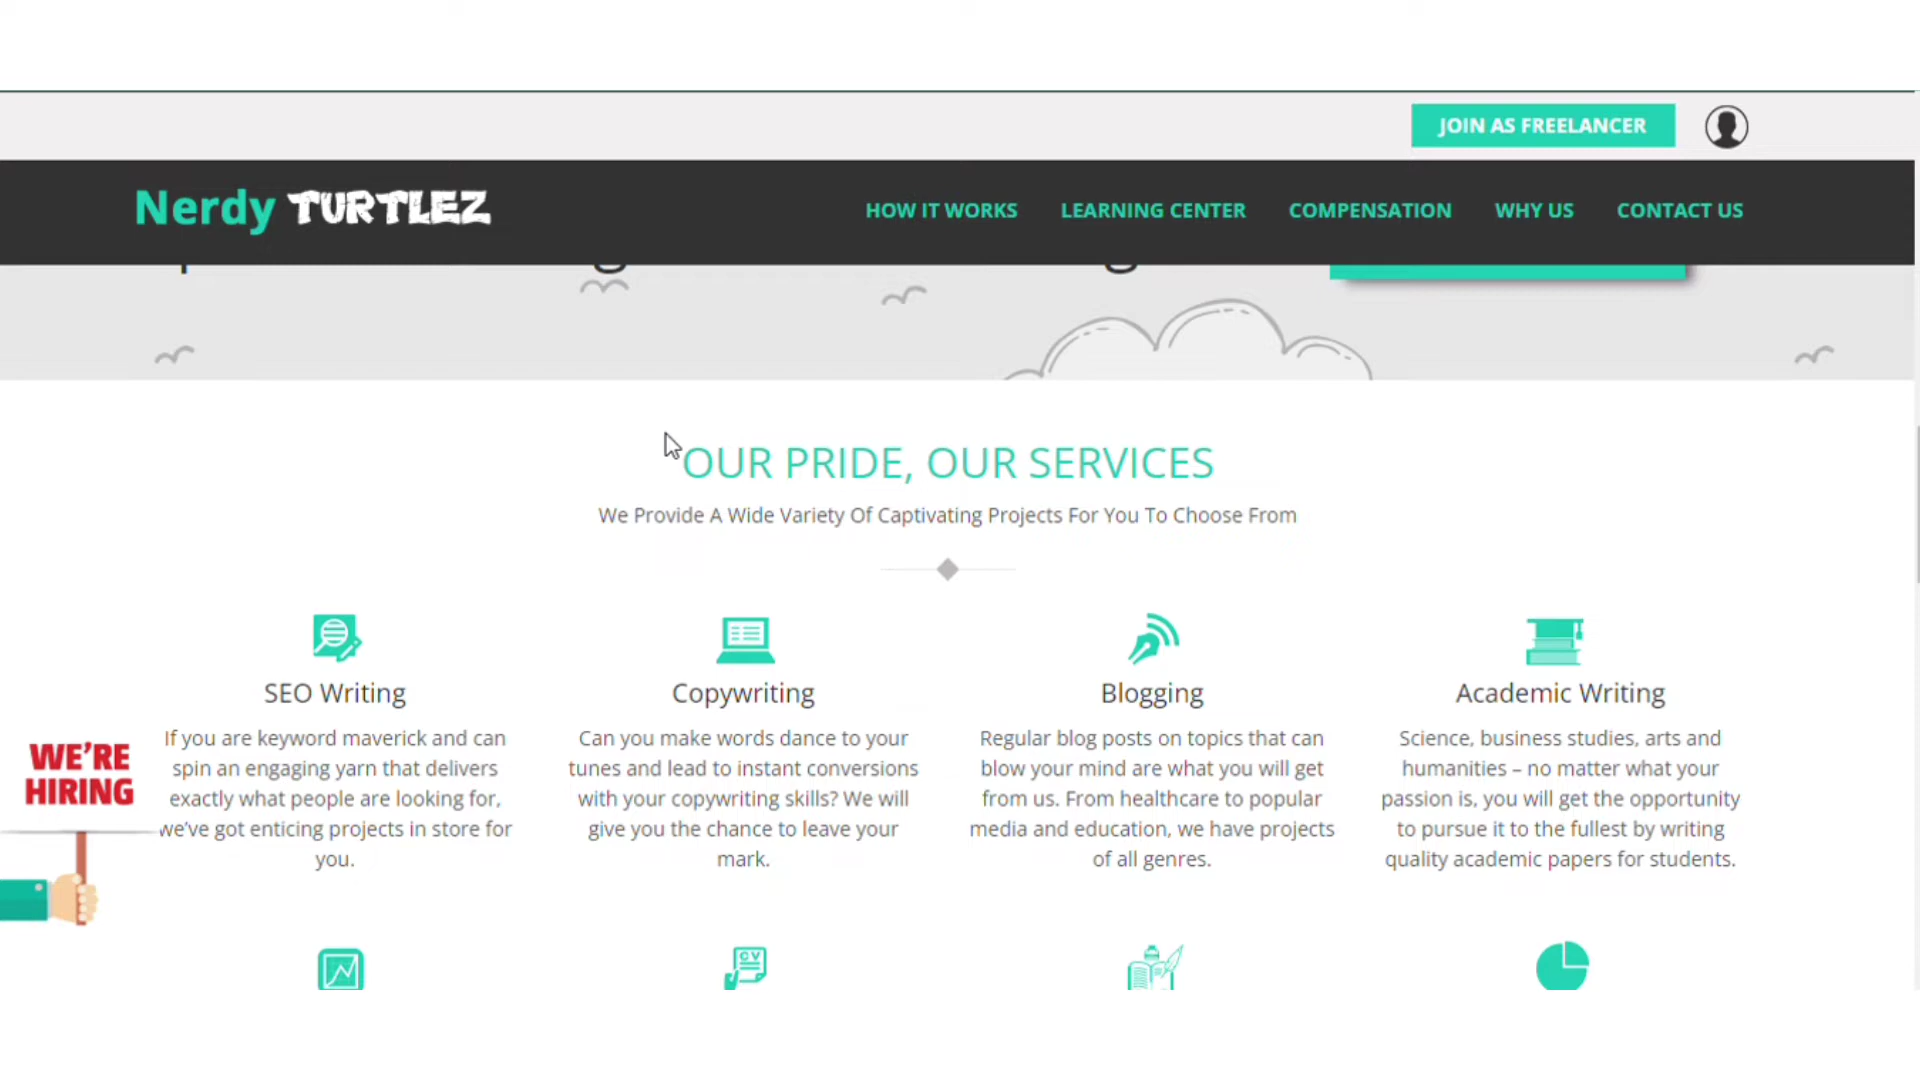 JOIN AS FREELANCER
Nerdy TURTLEZ
HOW IT WORKS LEARNING CENTER COMPENSATION WHY US CONTACT US
OUR PRIDE, OUR SERVICES
We Provide A Wide Variety Of Captivating Projects For You To Choose From
SEO Writing
If you are keyword maverick and can
spin an engaging yarn that delivers
exactly what people are looking for,
we've got enticing projects in store for
you.
Copywriting
Can you make words dance to your
tunes and lead to instant conversions
with your copywriting skills? We will
give you the chance to leave your
mark.
Blogging
Regular blog posts on topics that can
blow your mind are what you will get
from us. From healthcare to popular
media and education, we have projects
of all genres.
Academic Writing
Science, business studies, arts and
humanities – no matter what your
passion is, you will get the opportunity
to pursue it to the fullest by writing
quality academic papers for students.
WE'RE
HIRING
CV